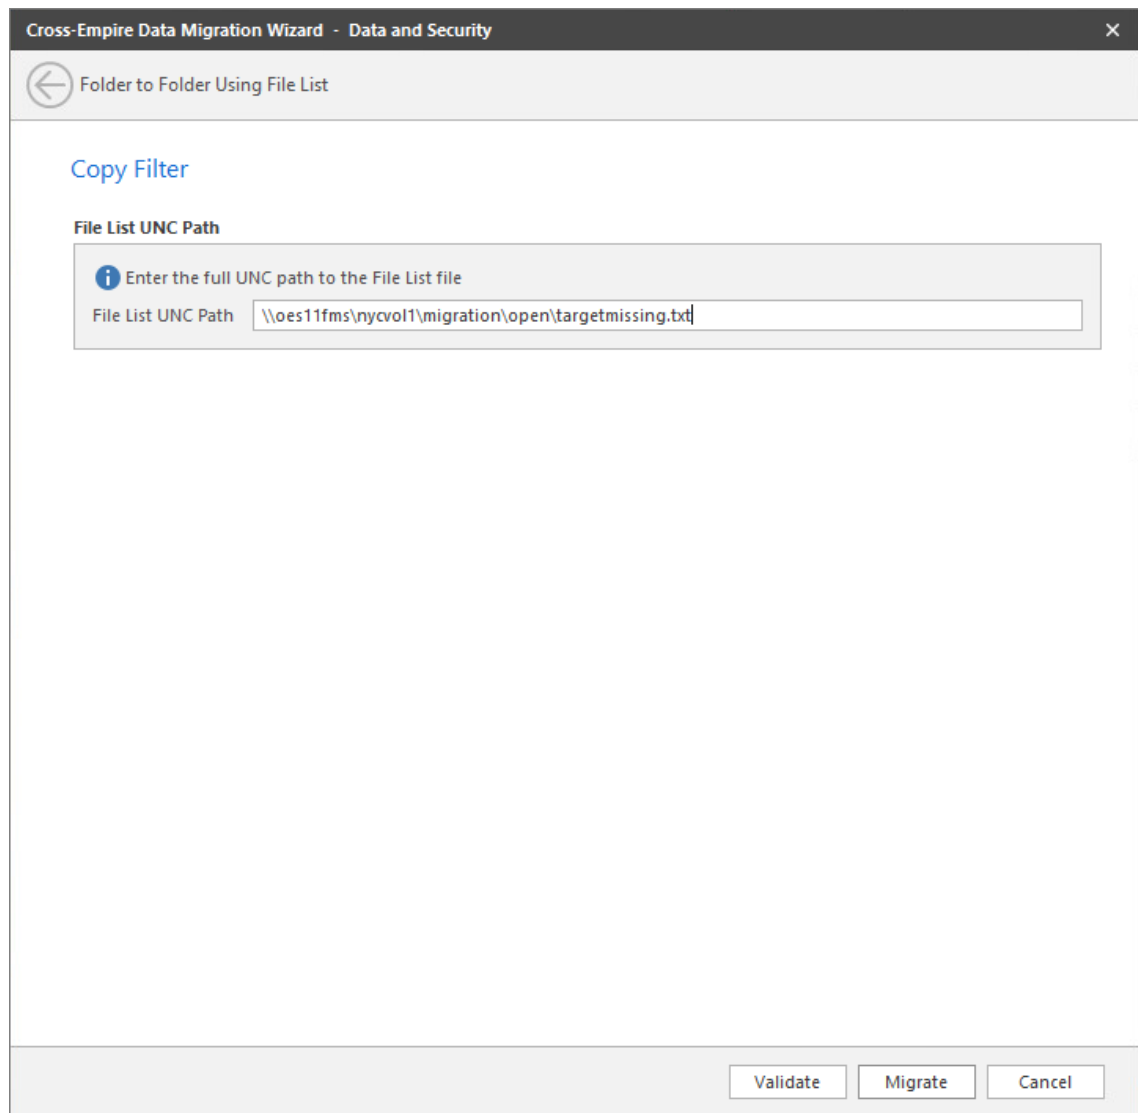 Cross-Empire Data Migration Wizard - Data and Security
Folder to Folder Using File List
Copy Filter
File List UNC Path
Enter the full UNC path to the File List file
File List UNC Path \\oes11fms\nycvol1\migration\open\targetmissing.txt
Validate Migrate Cancel